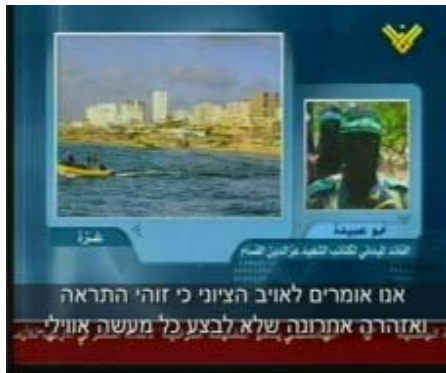 غزة
أبو عبيدة
القائد الميداني لكتائب الشهيد عز الدين القسام
אנו אומרים לאויב הציוני כי זוהי התראה
ואזהרה אחרונה שלא לבצע כל מעשה אווילי